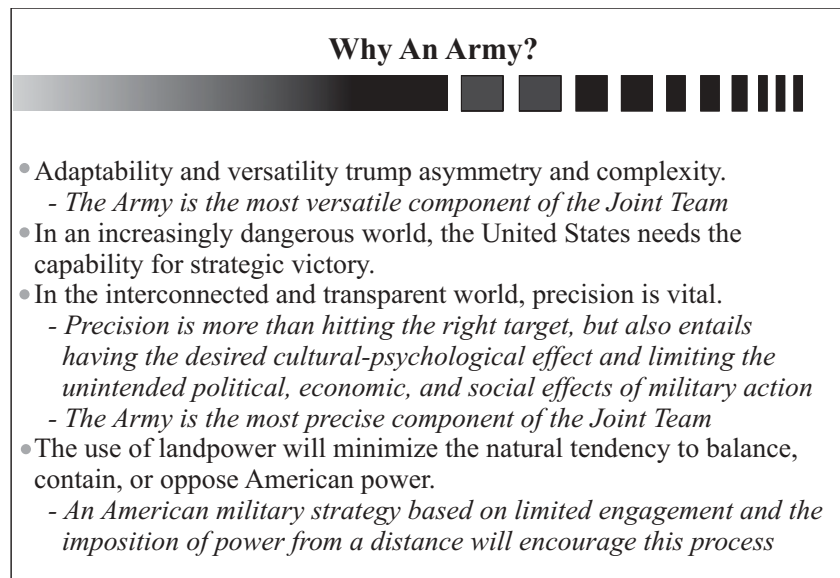 Why An Army?
• Adaptability and versatility trump asymmetry and complexity.
- The Army is the most versatile component of the Joint Team
• In an increasingly dangerous world, the United States needs the
capability for strategic victory.
• In the interconnected and transparent world, precision is vital.
- Precision is more than hitting the right target, but also entails
having the desired cultural-psychological effect and limiting the
unintended political, economic, and social effects of military action
- The Army is the most precise component of the Joint Team
• The use of landpower will minimize the natural tendency to balance,
contain, or oppose American power.
- An American military strategy based on limited engagement and the
imposition of power from a distance will encourage this process